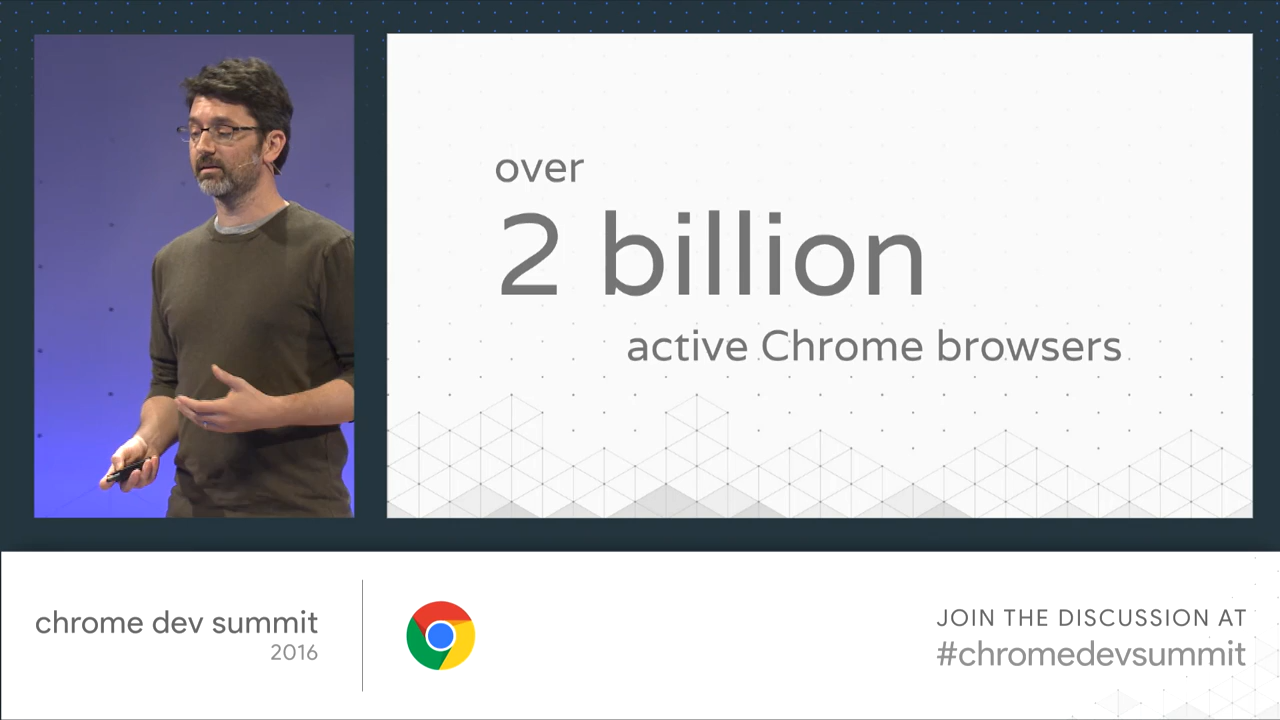 over
2 billion
active Chrome browsers
chrome dev summit
2016
JOIN THE DISCUSSION AT
#chromedevsummit